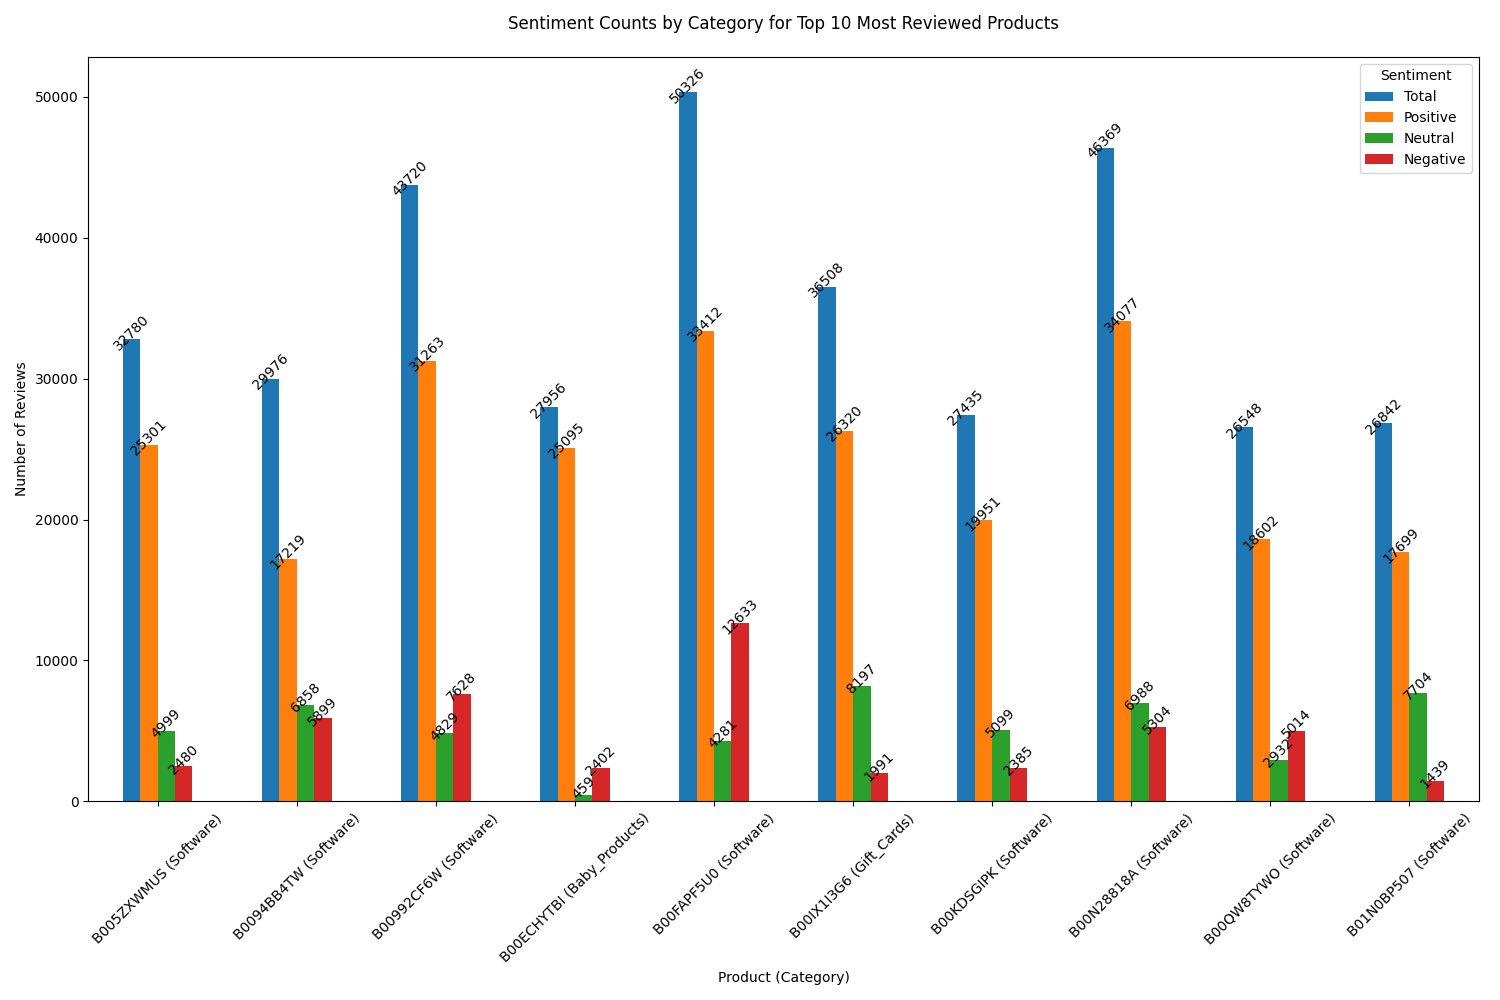 Sentiment Counts by Category for Top 10 Most Reviewed Products
Sentiment
Total
Positive
Neutral
Negative
Number of Reviews
50000
40000
30000
20000
10000
0
32780
25301
4999
2480
29976
17219
6858
5899
43720
31263
4829
7628
27956
25095
459
2402
50326
33412
4281
12633
36508
26320
8197
1991
27435
19951
5099
2385
46369
34077
6988
5304
26548
18602
2932
5014
26842
17699
7704
1439
B005ZXWMUS (Software)
B0094BB4TW (Software)
B00992CF6W (Software)
B00ECHYTBI (Baby_Products)
B00FAPF5U0 (Software)
B00IX1I3G6 (Gift_Cards)
B00KDSGIPK (Software)
B00N28818A (Software)
B00QW8TYWO (Software)
B01N0BP507 (Software)
Product (Category)